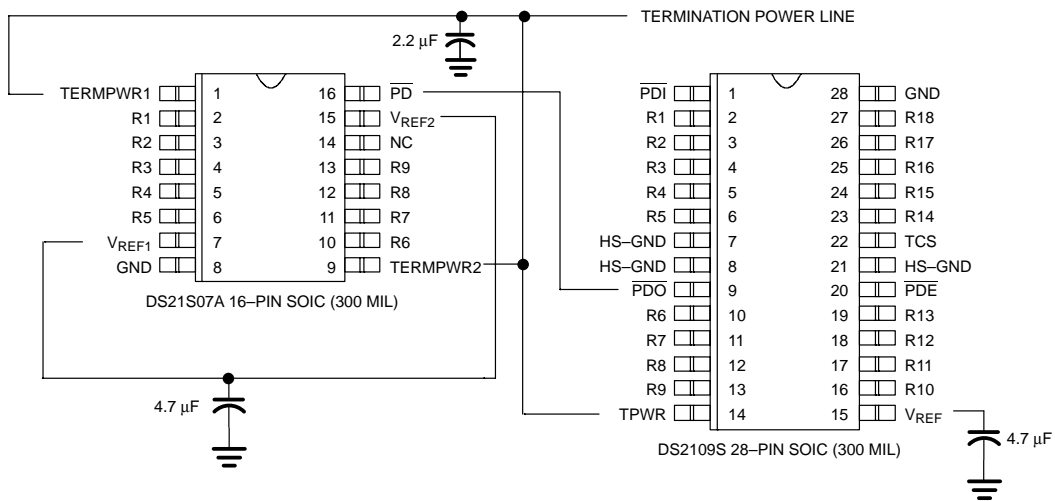 TERMINATION POWER LINE
2.2 μF
TERMPWR1 1 16 P̅D̅
R1 2 15 VREF2
R2 3 14 NC
R3 4 13 R9
R4 5 12 R8
R5 6 11 R7
VREF1 7 10 R6
GND 8 9 TERMPWR2
DS21S07A 16–PIN SOIC (300 MIL)
4.7 μF
P̅D̅I̅ 1 28 GND
R1 2 27 R18
R2 3 26 R17
R3 4 25 R16
R4 5 24 R15
R5 6 23 R14
HS–GND 7 22 TCS
HS–GND 8 21 HS–GND
P̅D̅O̅ 9 20 P̅D̅E̅
R6 10 19 R13
R7 11 18 R12
R8 12 17 R11
R9 13 16 R10
TPWR 14 15 VREF
4.7 μF
DS2109S 28–PIN SOIC (300 MIL)